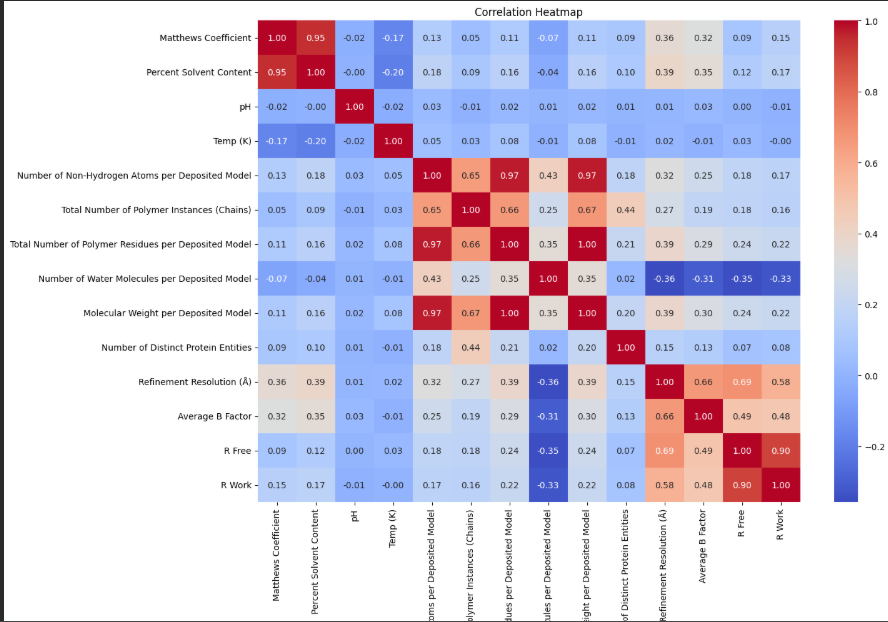 Correlation Heatmap
Matthews Coefficient 1.00 0.95 -0.02 -0.17 0.13 0.05 0.11 -0.07 0.11 0.09 0.36 0.32 0.09 0.15
Percent Solvent Content 0.95 1.00 -0.00 -0.20 0.18 0.09 0.16 -0.04 0.16 0.10 0.39 0.35 0.12 0.17
pH -0.02 -0.00 1.00 -0.02 0.03 -0.01 0.02 0.01 0.02 0.01 0.01 0.03 0.00 -0.01
Temp (K) -0.17 -0.20 -0.02 1.00 0.05 0.03 0.08 -0.01 0.08 -0.01 0.02 -0.01 0.03 -0.00
Number of Non-Hydrogen Atoms per Deposited Model 0.13 0.18 0.03 0.05 1.00 0.65 0.97 0.43 0.97 0.18 0.32 0.25 0.18 0.17
Total Number of Polymer Instances (Chains) 0.05 0.09 -0.01 0.03 0.65 1.00 0.66 0.25 0.67 0.44 0.27 0.19 0.18 0.16
Total Number of Polymer Residues per Deposited Model 0.11 0.16 0.02 0.08 0.97 0.66 1.00 0.35 1.00 0.21 0.39 0.29 0.24 0.22
Number of Water Molecules per Deposited Model -0.07 -0.04 0.01 -0.01 0.43 0.25 0.35 1.00 0.35 0.02 -0.36 -0.31 -0.35 -0.33
Molecular Weight per Deposited Model 0.11 0.16 0.02 0.08 0.97 0.67 1.00 0.35 1.00 0.20 0.39 0.30 0.24 0.22
Number of Distinct Protein Entities 0.09 0.10 0.01 -0.01 0.18 0.44 0.21 0.02 0.20 1.00 0.15 0.13 0.07 0.08
Refinement Resolution (Å) 0.36 0.39 0.01 0.02 0.32 0.27 0.39 -0.36 0.39 0.15 1.00 0.66 0.69 0.58
Average B Factor 0.32 0.35 0.03 -0.01 0.25 0.19 0.29 -0.31 0.30 0.13 0.66 1.00 0.49 0.48
R Free 0.09 0.12 0.00 0.03 0.18 0.18 0.24 -0.35 0.24 0.07 0.69 0.49 1.00 0.90
R Work 0.15 0.17 -0.01 -0.00 0.17 0.16 0.22 -0.33 0.22 0.08 0.58 0.48 0.90 1.00
Matthews Coefficient
Percent Solvent Content
pH
Temp (K)
per Deposited Model
Instances (Chains)
per Deposited Model
per Deposited Model
per Deposited Model
of Distinct Protein Entities
Refinement Resolution (Å)
Average B Factor
R Free
R Work
1.0
0.8
0.6
0.4
0.2
0.0
−0.2